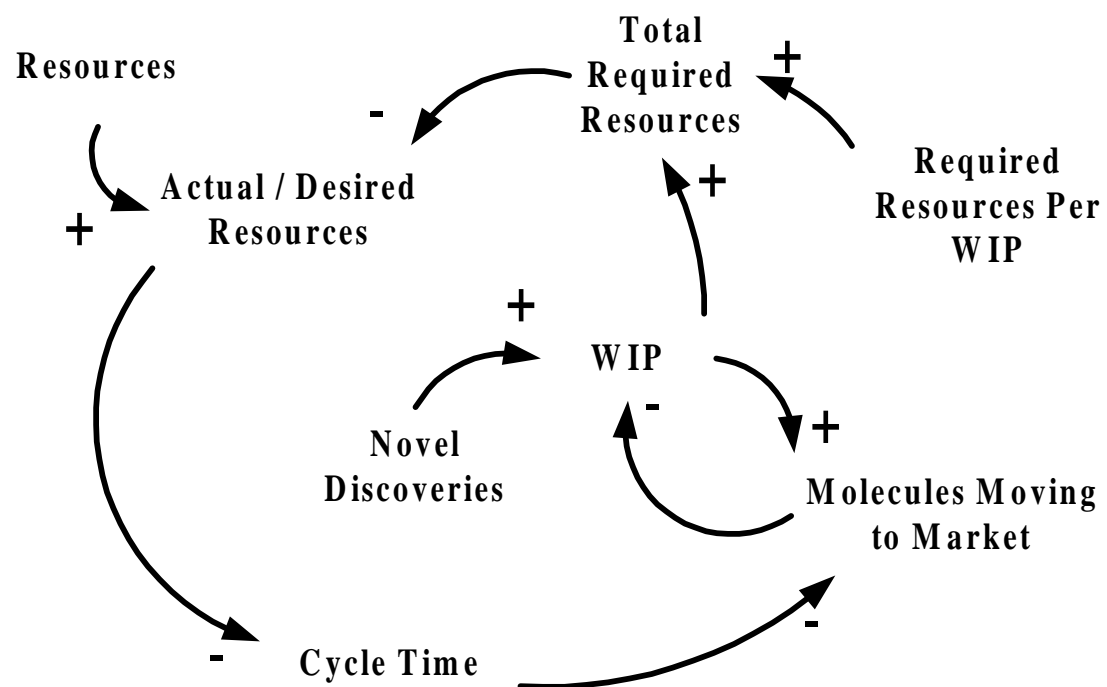 Resources
Total
Required
Resources
+
-
Required
Resources Per
WIP
Actual / Desired
Resources
+
+
+
WIP
-
Novel
Discoveries
+
Molecules Moving
to Market
-
-
Cycle Time